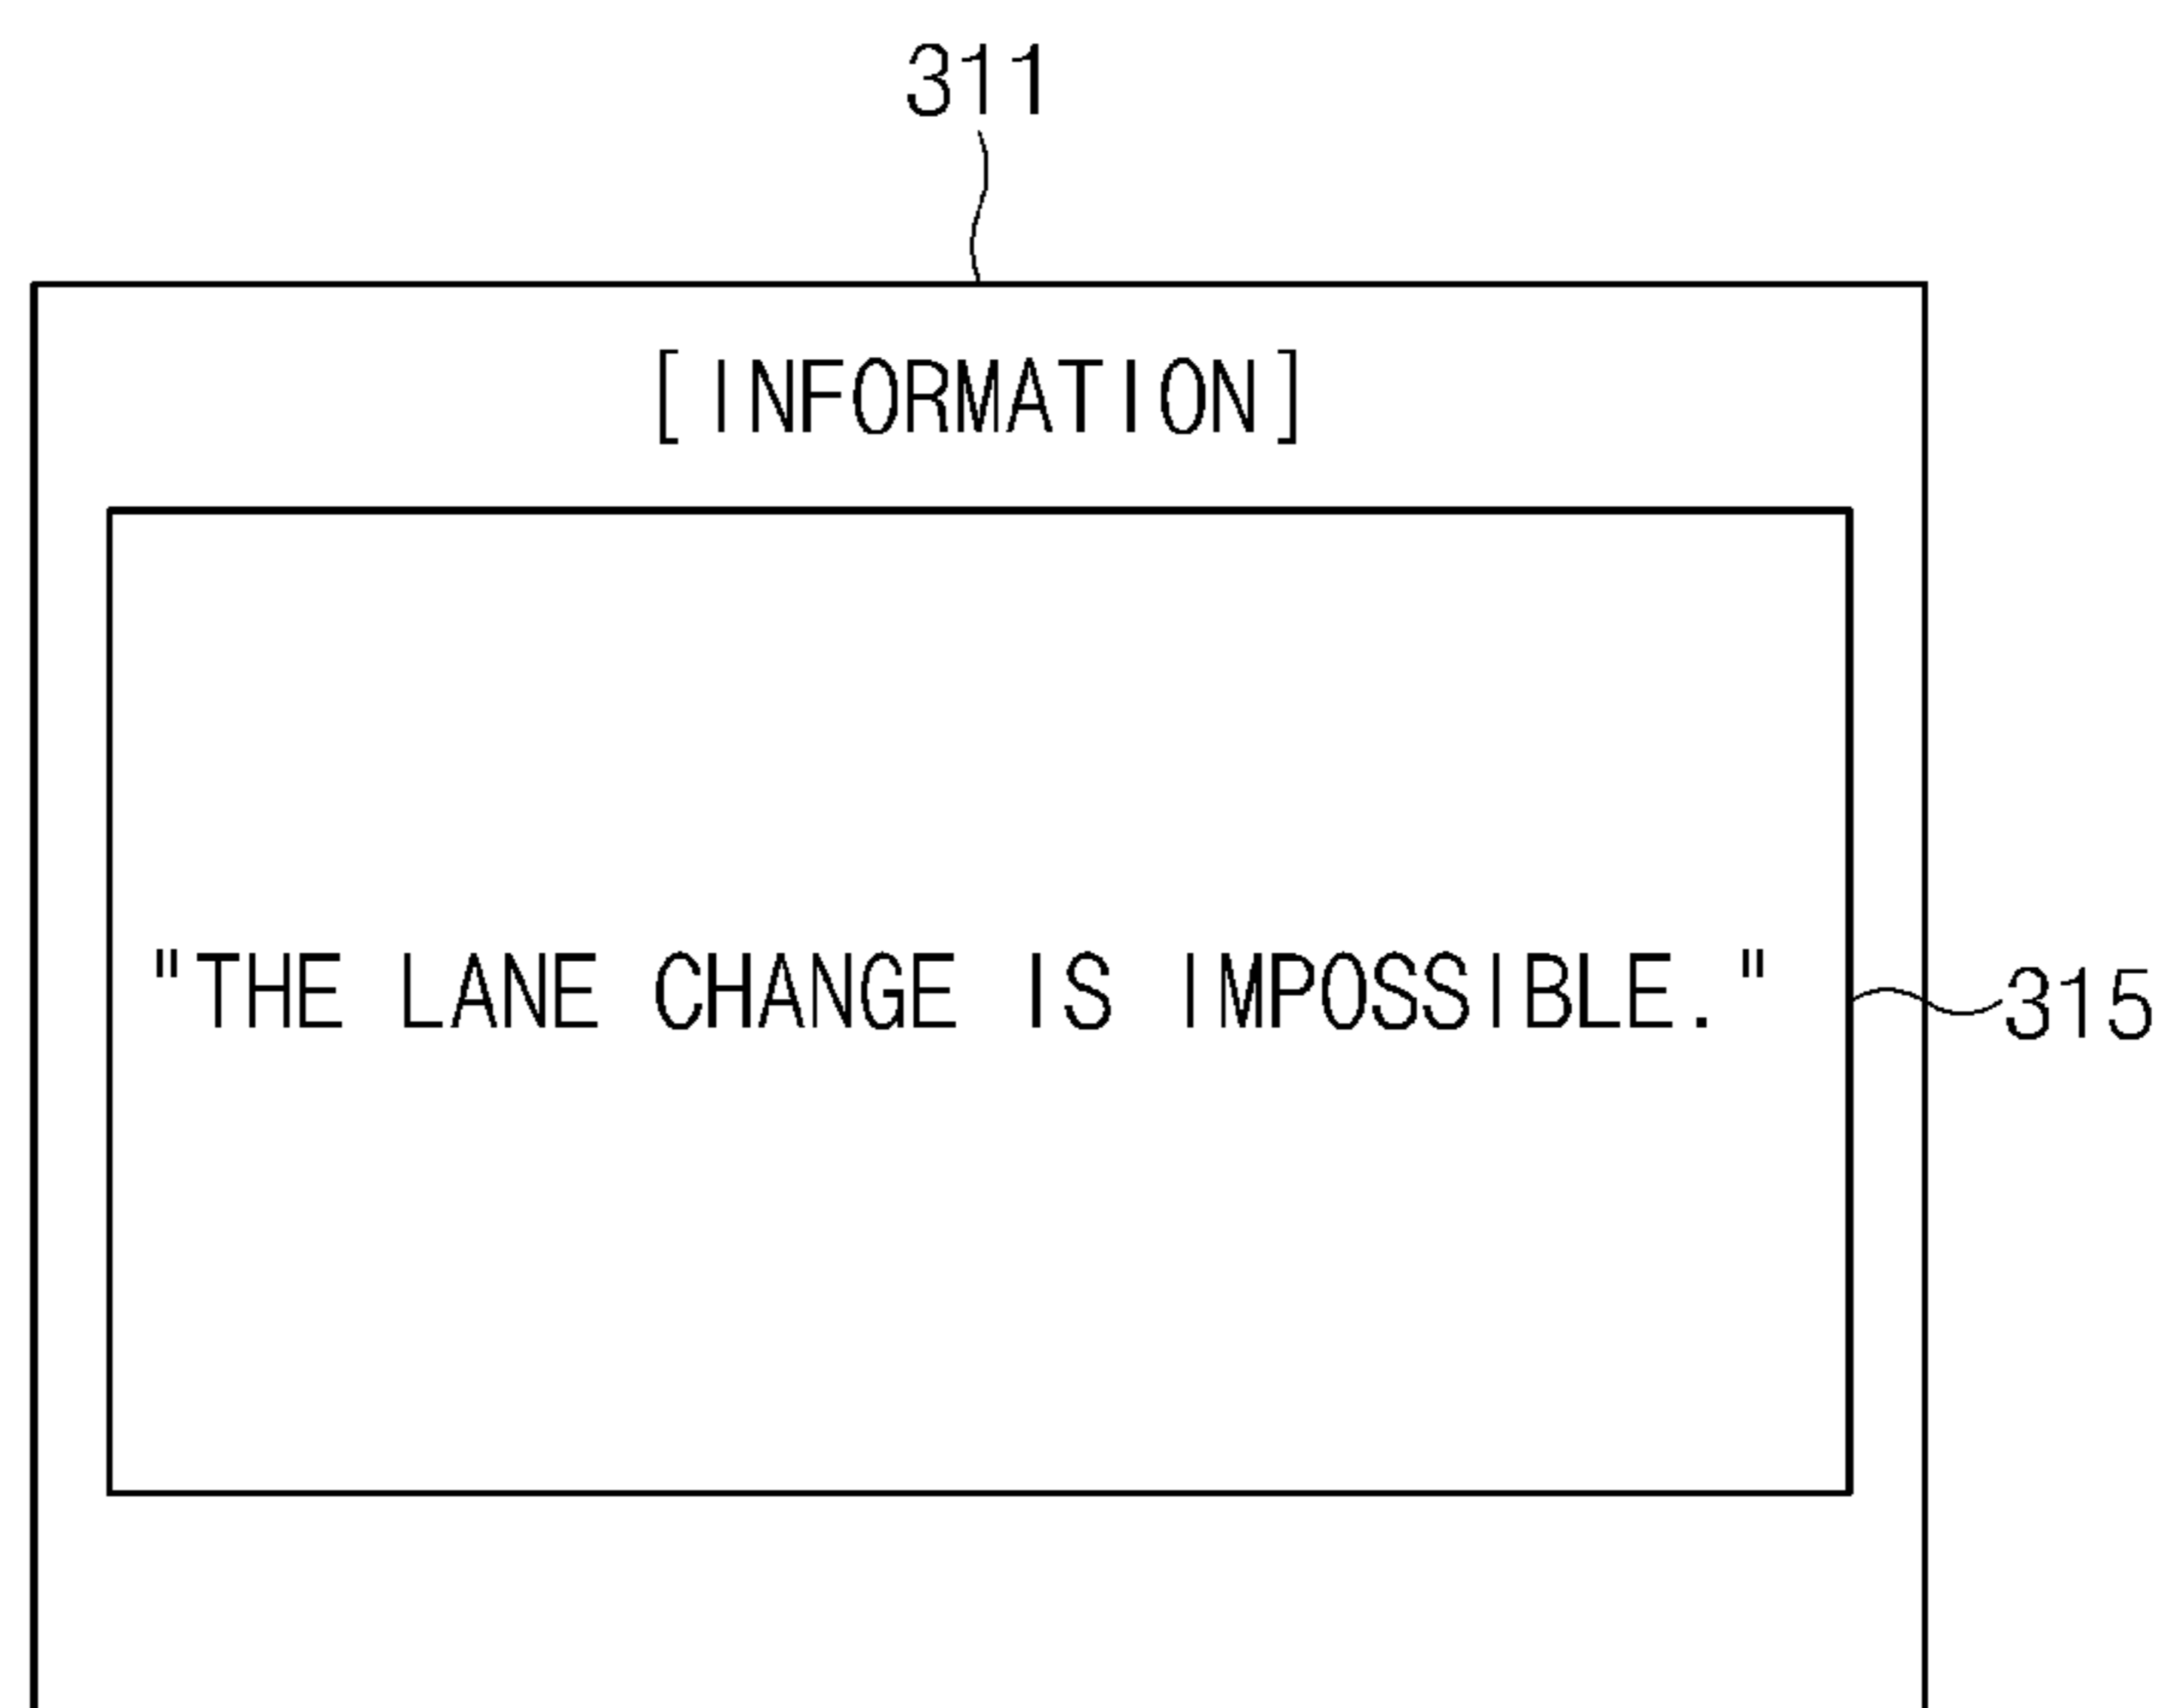 311
[INFORMATION]
"THE LANE CHANGE IS IMPOSSIBLE."
315